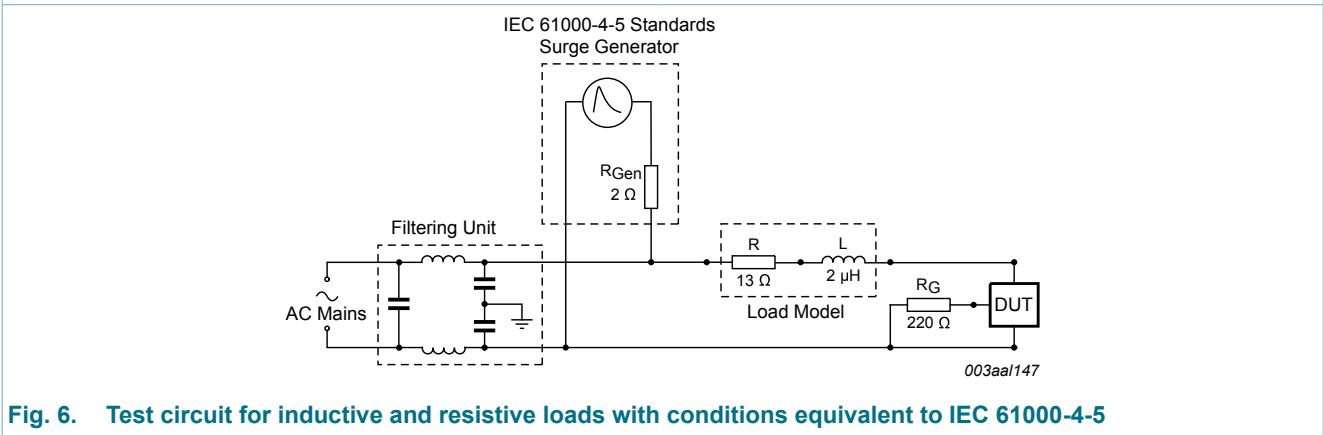 IEC 61000-4-5 Standards
Surge Generator
RGen
2 Ω
Filtering Unit
AC Mains
R
13 Ω
L
2 µH
Load Model
RG
220 Ω
DUT
003aal147
Fig. 6. Test circuit for inductive and resistive loads with conditions equivalent to IEC 61000-4-5